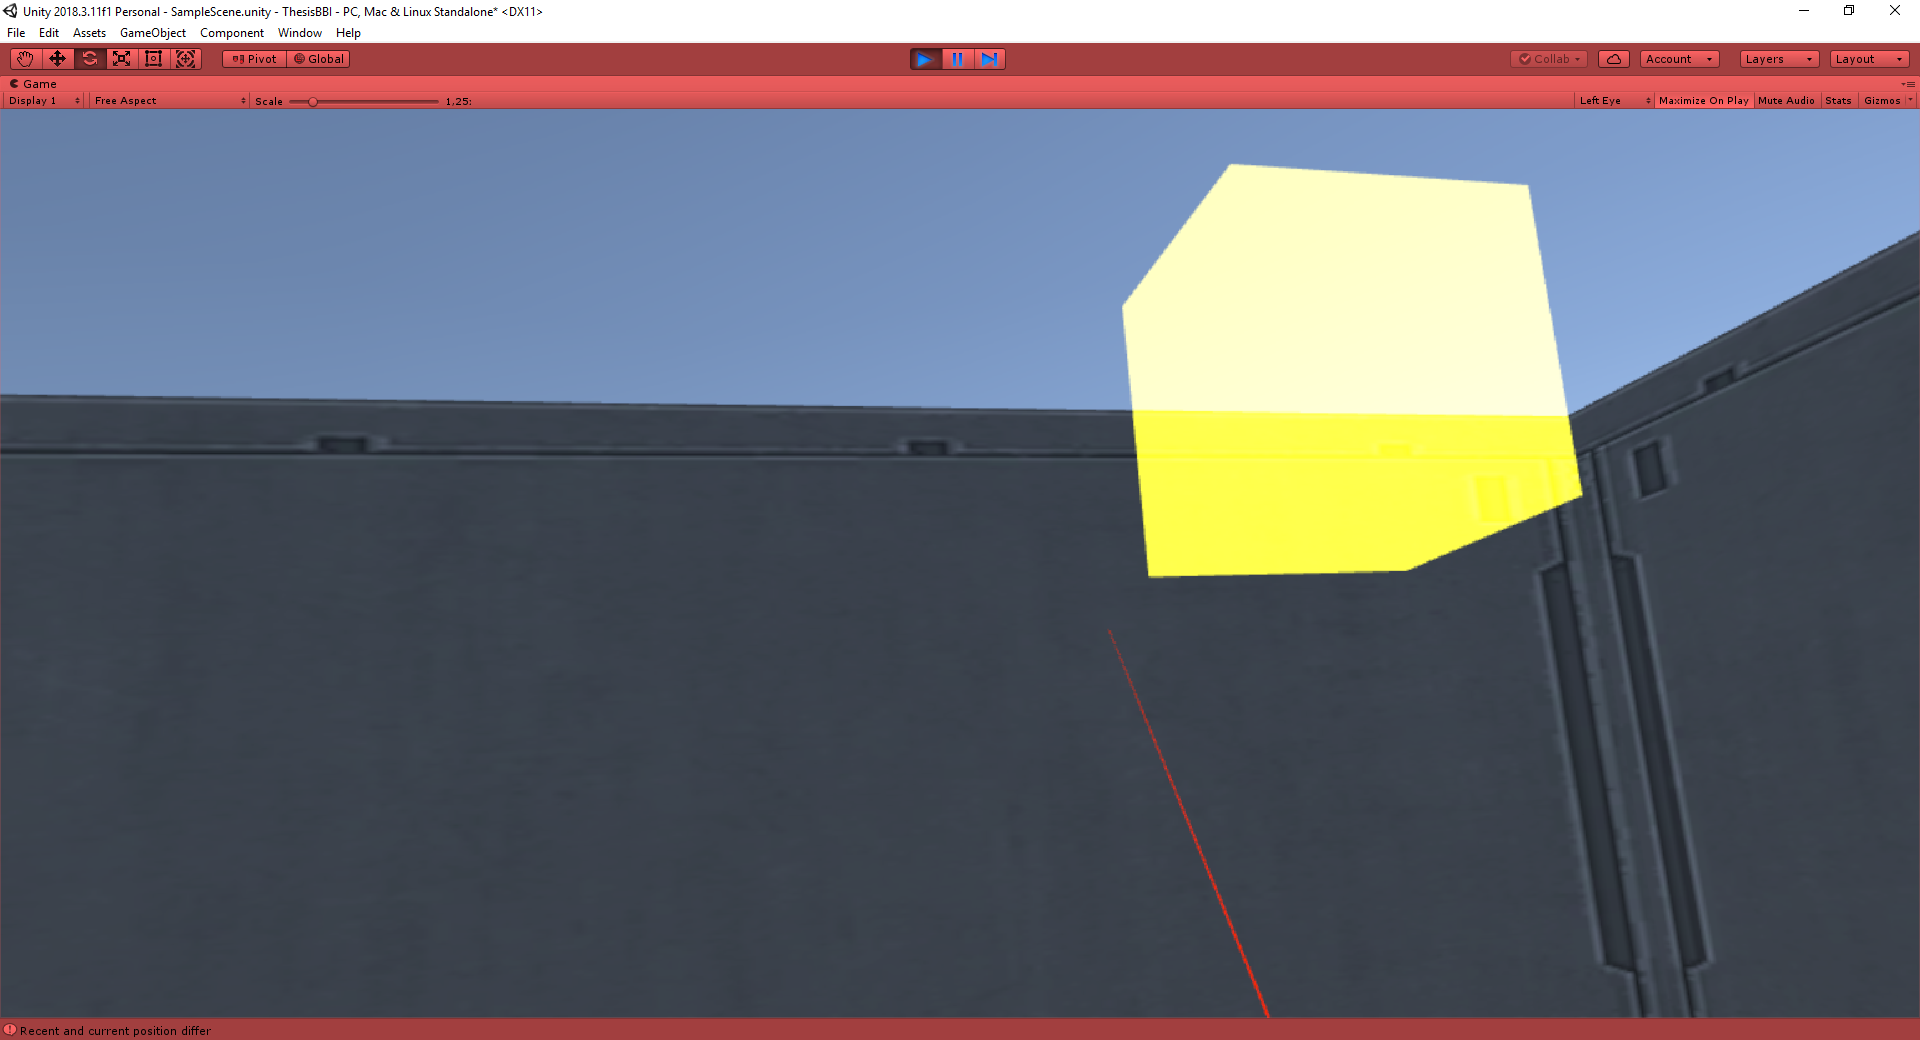 Unity 2018.3.11f1 Personal - SampleScene.unity - ThesisBBI - PC, Mac & Linux Standalone* <DX11>
File Edit Assets GameObject Component Window Help
Pivot Global Collab Account Layers Layout
Game
Display 1 Free Aspect Scale 1,25: Left Eye Maximize On Play Mute Audio Stats Gizmos
Recent and current position differ